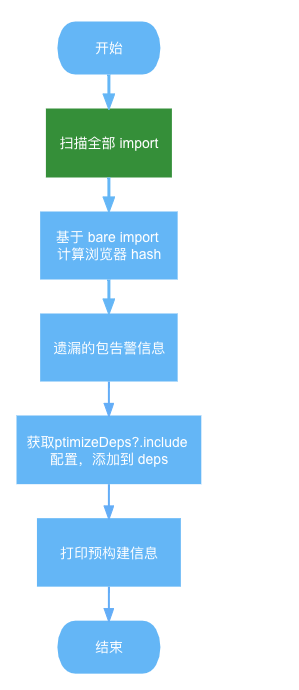 开始
扫描全部 import
基于 bare import
计算浏览器 hash
遗漏的包告警信息
获取ptimizeDeps?.include
配置，添加到 deps
打印预构建信息
结束